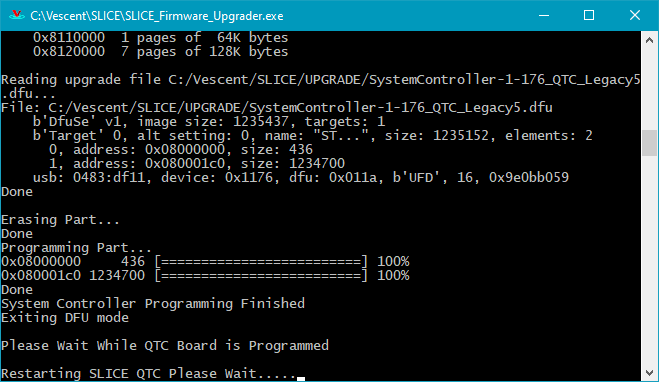 C:\Vescent\SLICE\SLICE_Firmware_Upgrader.exe
0x8110000 1 pages of 64K bytes
0x8120000 7 pages of 128K bytes
Reading upgrade file C:/Vescent/SLICE/UPGRADE/SystemController-1-176_QTC_Legacy5
.dfu...
File: C:/Vescent/SLICE/UPGRADE/SystemController-1-176_QTC_Legacy5.dfu
b'DfuSe' v1, image size: 1235437, targets: 1
b'Target' 0, alt setting: 0, name: "ST...", size: 1235152, elements: 2
0, address: 0x08000000, size: 436
1, address: 0x080001c0, size: 1234700
usb: 0483:df11, device: 0x1176, dfu: 0x011a, b'UFD', 16, 0x9e0bb059
Done
Erasing Part...
Done
Programming Part...
0x08000000 436 [=========================] 100%
0x080001c0 1234700 [=========================] 100%
Done
System Controller Programming Finished
Exiting DFU mode
Please Wait While QTC Board is Programmed
Restarting SLICE QTC Please Wait.....